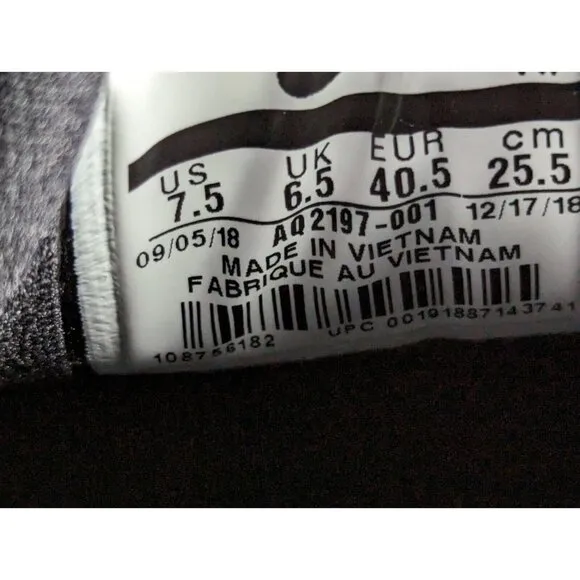 US UK EUR cm
7.5 6.5 40.5 25.5
09/05/18 AQ2197-001 12/17/18
MADE IN VIETNAM
FABRIQUE AU VIETNAM
108756182 UPC 00191887143741